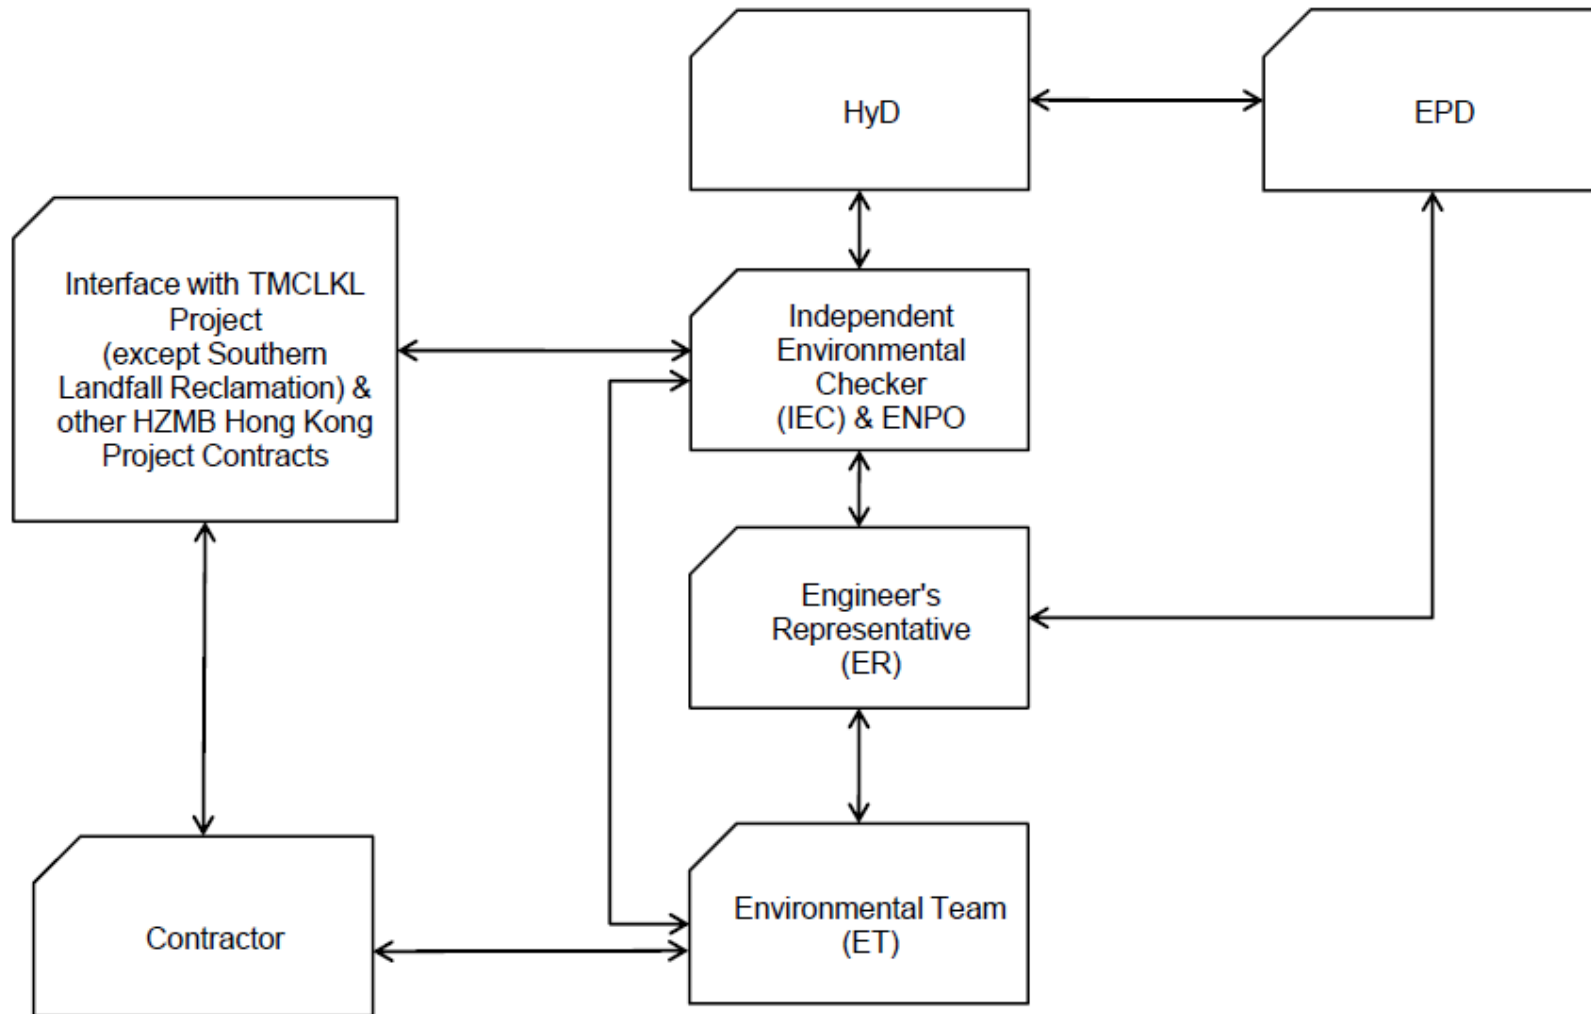 HyD
EPD
Interface with TMCLKL
Project
(except Southern
Landfall Reclamation) &
other HZMB Hong Kong
Project Contracts
Independent
Environmental
Checker
(IEC) & ENPO
Engineer's
Representative
(ER)
Contractor
Environmental Team
(ET)